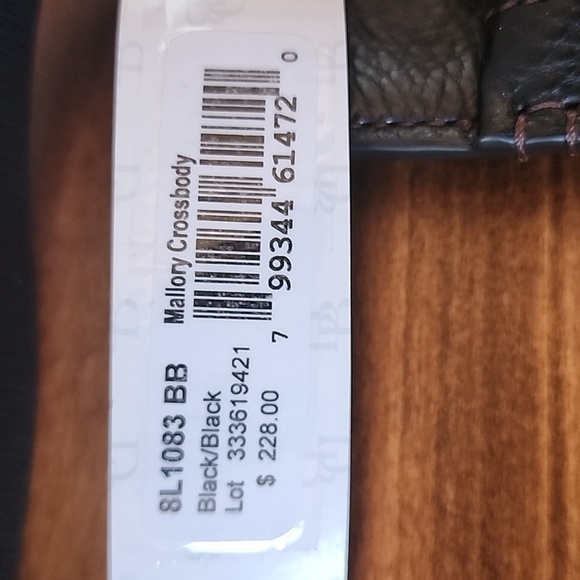 8L1083 BB Mallory Crossbody
Black/Black
Lot 333619421
$ 228.00
7 99344 61472 0